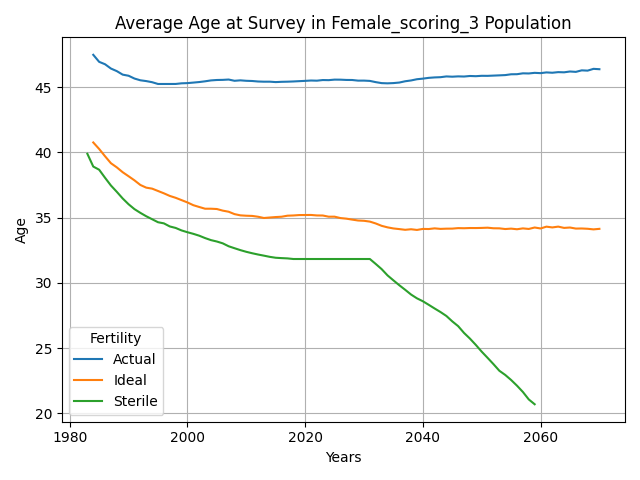 Average Age at Survey in Female_scoring_3 Population
Age
45
40
35
30
25
20
Fertility
Actual
Ideal
Sterile
1980
2000
2020
2040
2060
Years